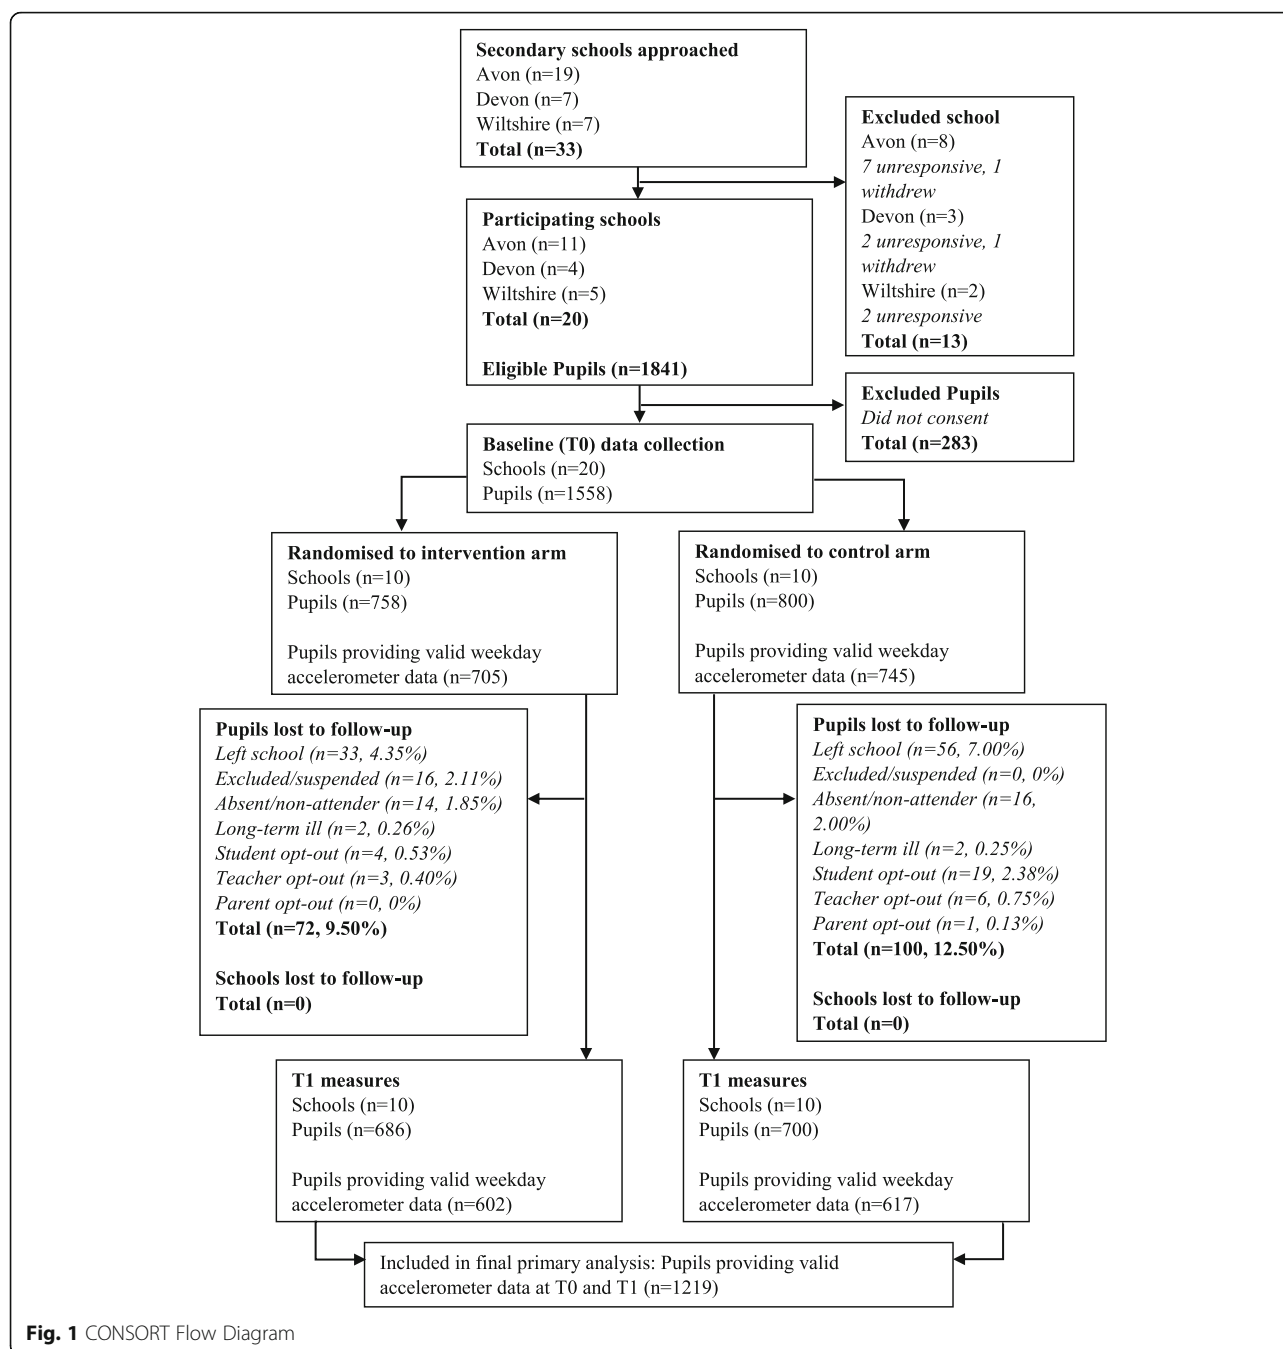 Secondary schools approached
Avon (n=19)
Devon (n=7)
Wiltshire (n=7)
Total (n=33)
Excluded school
Avon (n=8)
7 unresponsive, 1
withdrew
Devon (n=3)
2 unresponsive, 1
withdrew
Wiltshire (n=2)
2 unresponsive
Total (n=13)
Participating schools
Avon (n=11)
Devon (n=4)
Wiltshire (n=5)
Total (n=20)
Eligible Pupils (n=1841)
Excluded Pupils
Did not consent
Total (n=283)
Baseline (T0) data collection
Schools (n=20)
Pupils (n=1558)
Randomised to intervention arm
Schools (n=10)
Pupils (n=758)
Pupils providing valid weekday
accelerometer data (n=705)
Randomised to control arm
Schools (n=10)
Pupils (n=800)
Pupils providing valid weekday
accelerometer data (n=745)
Pupils lost to follow-up
Left school (n=33, 4.35%)
Excluded/suspended (n=16, 2.11%)
Absent/non-attender (n=14, 1.85%)
Long-term ill (n=2, 0.26%)
Student opt-out (n=4, 0.53%)
Teacher opt-out (n=3, 0.40%)
Parent opt-out (n=0, 0%)
Total (n=72, 9.50%)
Schools lost to follow-up
Total (n=0)
Pupils lost to follow-up
Left school (n=56, 7.00%)
Excluded/suspended (n=0, 0%)
Absent/non-attender (n=16,
2.00%)
Long-term ill (n=2, 0.25%)
Student opt-out (n=19, 2.38%)
Teacher opt-out (n=6, 0.75%)
Parent opt-out (n=1, 0.13%)
Total (n=100, 12.50%)
Schools lost to follow-up
Total (n=0)
T1 measures
Schools (n=10)
Pupils (n=686)
Pupils providing valid weekday
accelerometer data (n=602)
T1 measures
Schools (n=10)
Pupils (n=700)
Pupils providing valid weekday
accelerometer data (n=617)
Included in final primary analysis: Pupils providing valid
accelerometer data at T0 and T1 (n=1219)
Fig. 1 CONSORT Flow Diagram